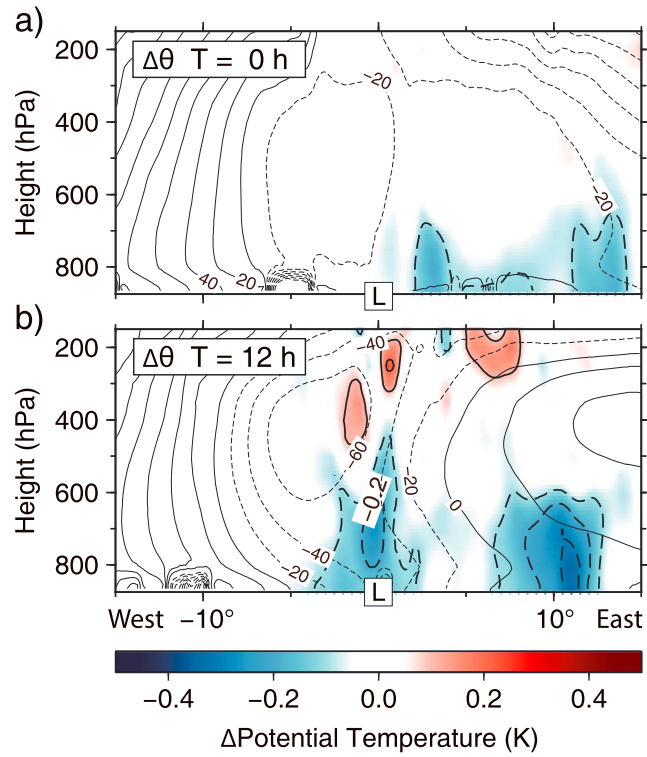 a)
Δθ T = 0 h
Height (hPa)
200
400
600
800
−20
−20
40
20
L
b)
Δθ T = 12 h
Height (hPa)
200
400
600
800
−40
0
−60
−0.2
−20
0
−40
−20
L
West −10° 10° East
−0.4 −0.2 0.0 0.2 0.4
ΔPotential Temperature (K)